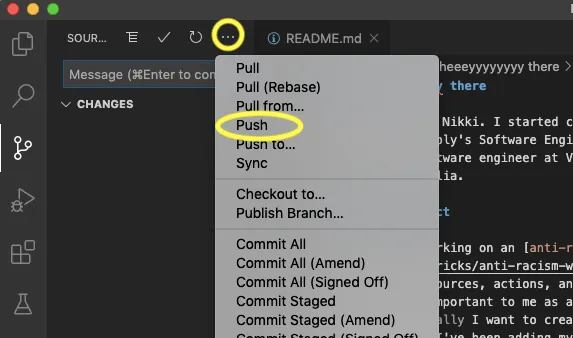 SOUR...
README.md
Message (⌘Enter to com
CHANGES
Pull
Pull (Rebase)
Pull from...
Push
Push to...
Sync
Checkout to...
Publish Branch...
Commit All
Commit All (Amend)
Commit All (Signed Off)
Commit Staged
Commit Staged (Amend)
Commit Staged (Signed Off)
heeeyyyyyyyy there
y there
Nikki. I started c
ply's Software Engi
tware engineer at V
lia.
ct
rking on an [anti-r
ricks/anti-racism-w
ources, actions, an
mportant to me as a
ally I want to crea
I've been adding my